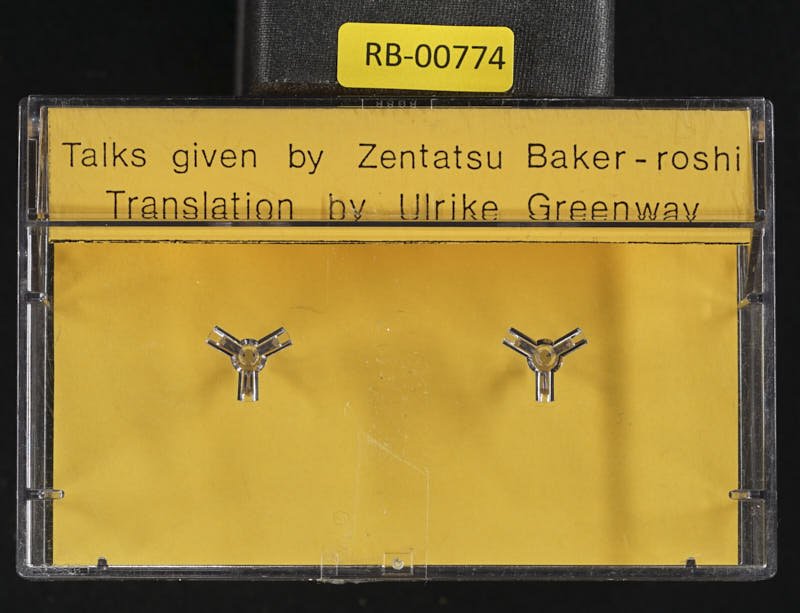 RB-00774
Talks given by Zentatsu Baker-roshi
Translation by Ulrike Greenway